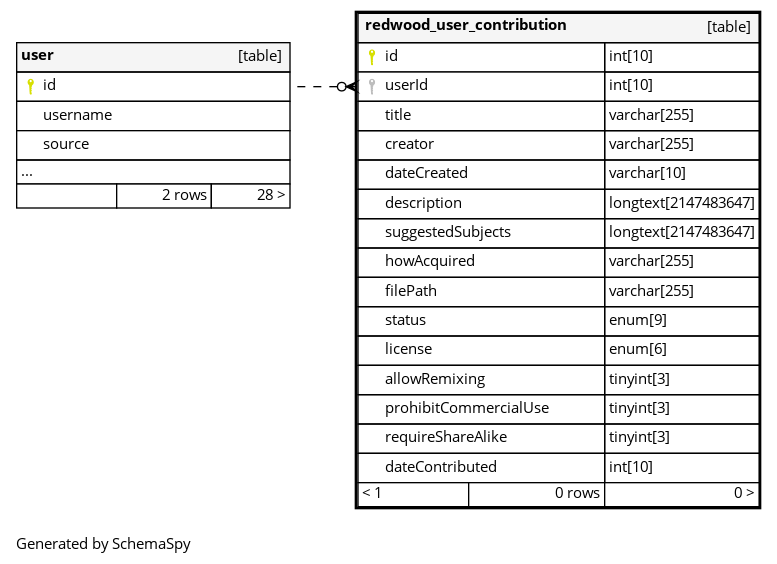 user [table]
id
username
source
...
2 rows 28 >
redwood_user_contribution [table]
id int[10]
userId int[10]
title varchar[255]
creator varchar[255]
dateCreated varchar[10]
description longtext[2147483647]
suggestedSubjects longtext[2147483647]
howAcquired varchar[255]
filePath varchar[255]
status enum[9]
license enum[6]
allowRemixing tinyint[3]
prohibitCommercialUse tinyint[3]
requireShareAlike tinyint[3]
dateContributed int[10]
< 1 0 rows 0 >
Generated by SchemaSpy